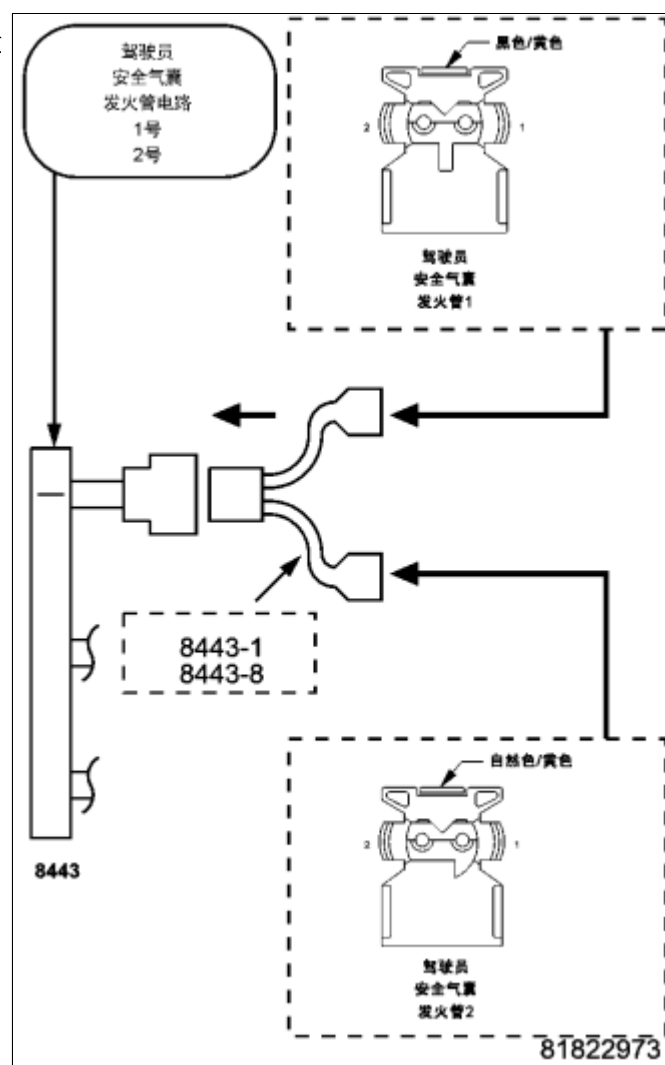 驾驶员
安全气囊
发火管电路
1号
2号
黑色/黄色
2
1
驾驶员
安全气囊
发火管1
8443-1
8443-8
8443
自然色/黄色
2
1
驾驶员
安全气囊
发火管2
81822973